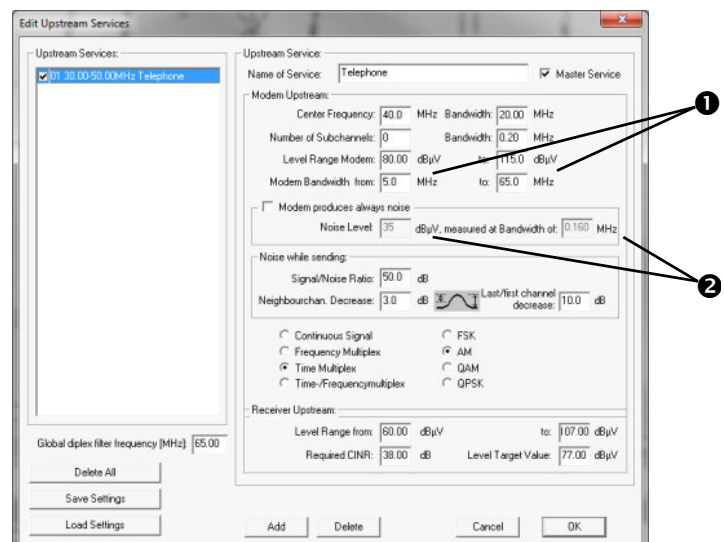 Edit Upstream Services
Upstream Services:
01 30.00-50.00MHz Telephone
Global diplex filter frequency [MHz]: 65.00
Delete All
Save Settings
Load Settings
Upstream Service:
Name of Service: Telephone Master Service
Modem Upstream:
Center Frequency: 40.0 MHz Bandwidth: 20.00 MHz
Number of Subchannels: 0 Bandwidth: 0.20 MHz
Level Range Modem: 80.00 dBµV to: 115.0 dBµV
Modem Bandwidth from: 5.0 MHz to: 65.0 MHz
Modem produces always noise
Noise Level: 35 dBµV, measured at Bandwidth of: 0.160 MHz
Noise while sending:
Signal/Noise Ratio: 50.0 dB
Neighbourchan. Decrease: 3.0 dB Last/first channel decrease: 10.0 dB
Continuous Signal FSK
Frequency Multiplex AM
Time Multiplex QAM
Time-/Frequencymultiplex QPSK
Receiver Upstream:
Level Range from: 60.00 dBµV to: 107.00 dBµV
Required CINR: 38.00 dB Level Target Value: 77.00 dBµV
Add Delete Cancel OK
❶
❷